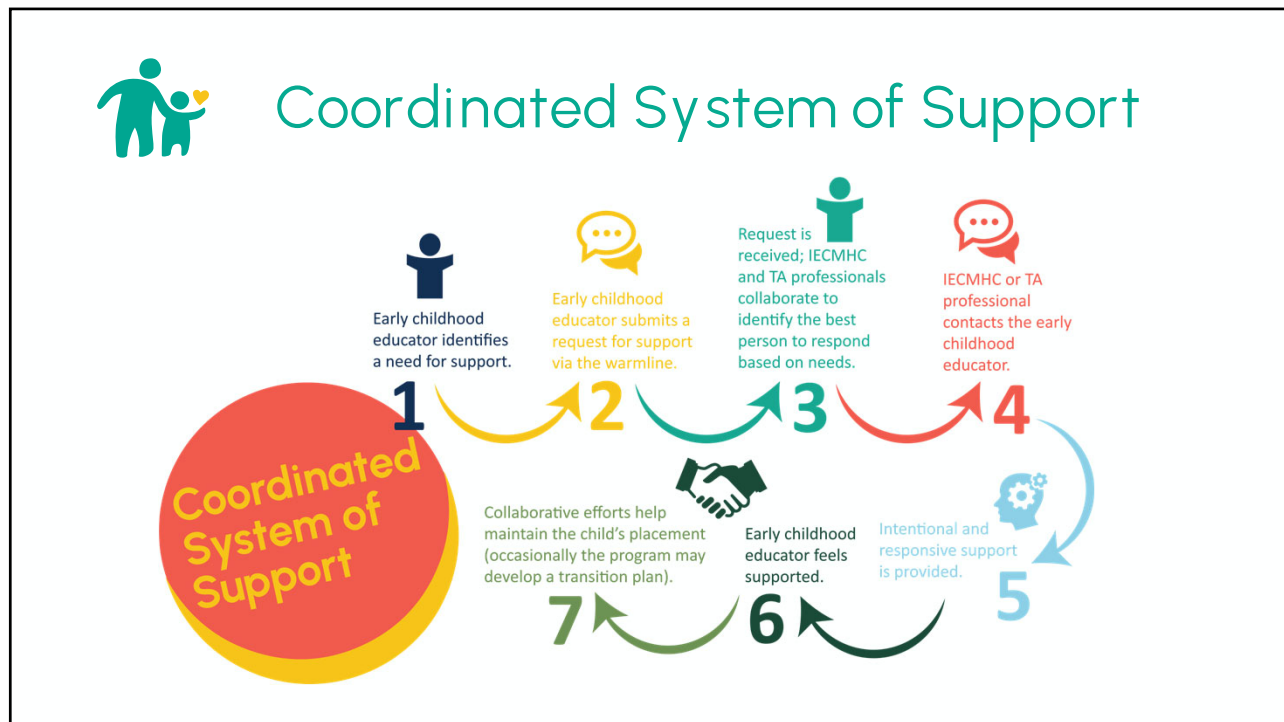 Coordinated System of Support
Early childhood
educator identifies
a need for support.
1
Early childhood
educator submits a
request for support
via the warmline.
2
Request is
received; IECMHC
and TA professionals
collaborate to
identify the best
person to respond
based on needs.
3
IECMHC or TA
professional
contacts the early
childhood
educator.
4
Intentional and
responsive support
is provided.
5
Early childhood
educator feels
supported.
6
Collaborative efforts help
maintain the child’s placement
(occasionally the program may
develop a transition plan).
7
Coordinated
System of
Support